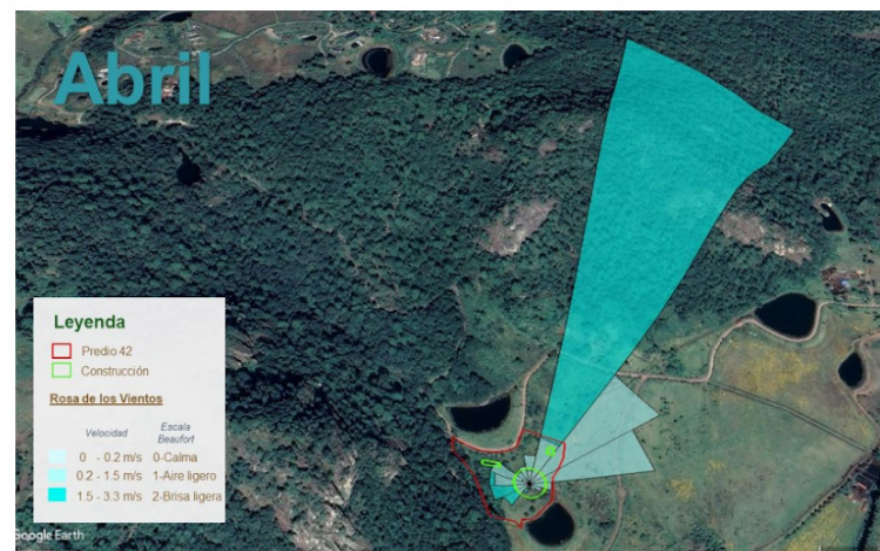 Abril
Leyenda
Predio 42
Construcción
Rosa de los Vientos
Velocidad Escala Beaufort
0 - 0.2 m/s 0-Calma
0.2 - 1.5 m/s 1-Aire ligero
1.5 - 3.3 m/s 2-Brisa ligera
Google Earth